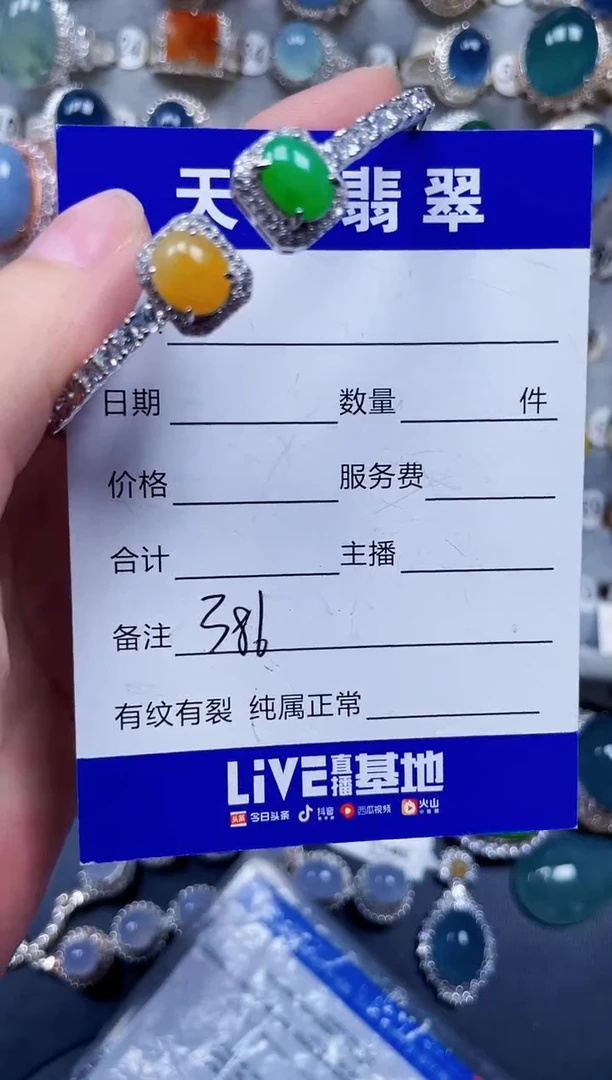 天 翡翠
日期 数量 件
价格 服务费
合计 主播
备注 386
有纹有裂 纯属正常
LiVE直播基地
头条 今日头条 抖音 西瓜视频 火山